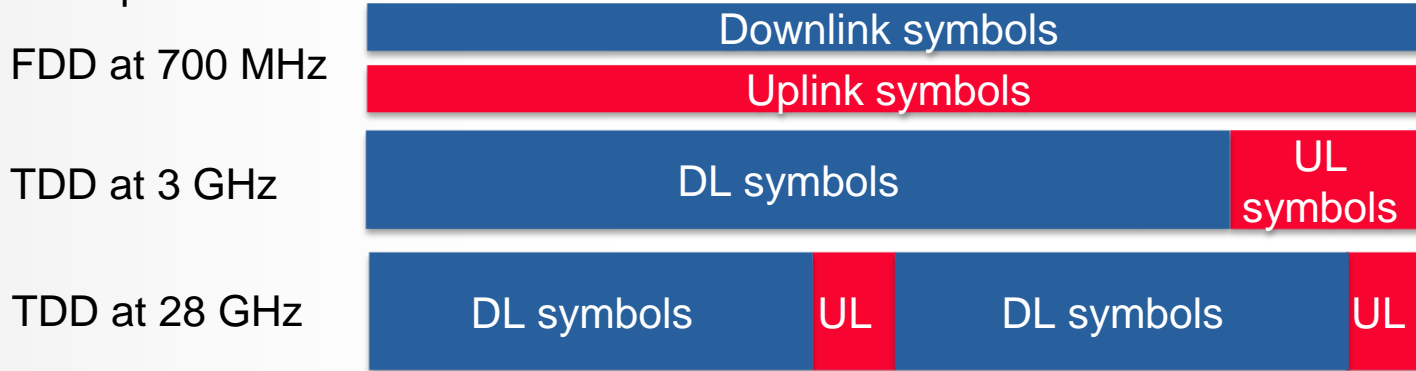 Downlink symbols
FDD at 700 MHz
Uplink symbols
TDD at 3 GHz
DL symbols
UL
symbols
TDD at 28 GHz
DL symbols
UL
DL symbols
UL